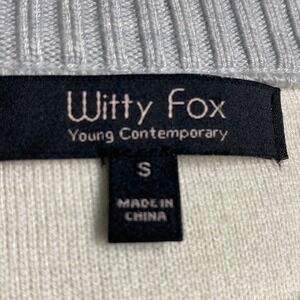 Witty Fox
Young Contemporary
S
MADE IN
CHINA